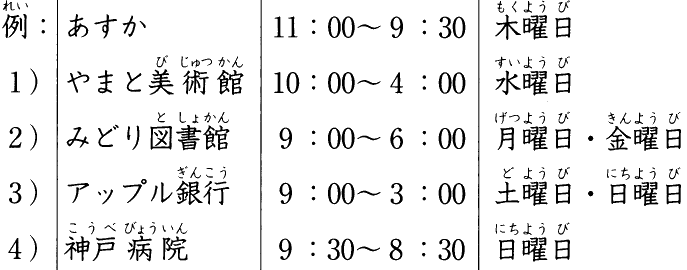 例： あすか 11：00～9：30 木曜日
1） やまと美術館 10：00～4：00 水曜日
2） みどり図書館 9：00～6：00 月曜日・金曜日
3） アップル銀行 9：00～3：00 土曜日・日曜日
4） 神戸病院 9：30～8：30 日曜日